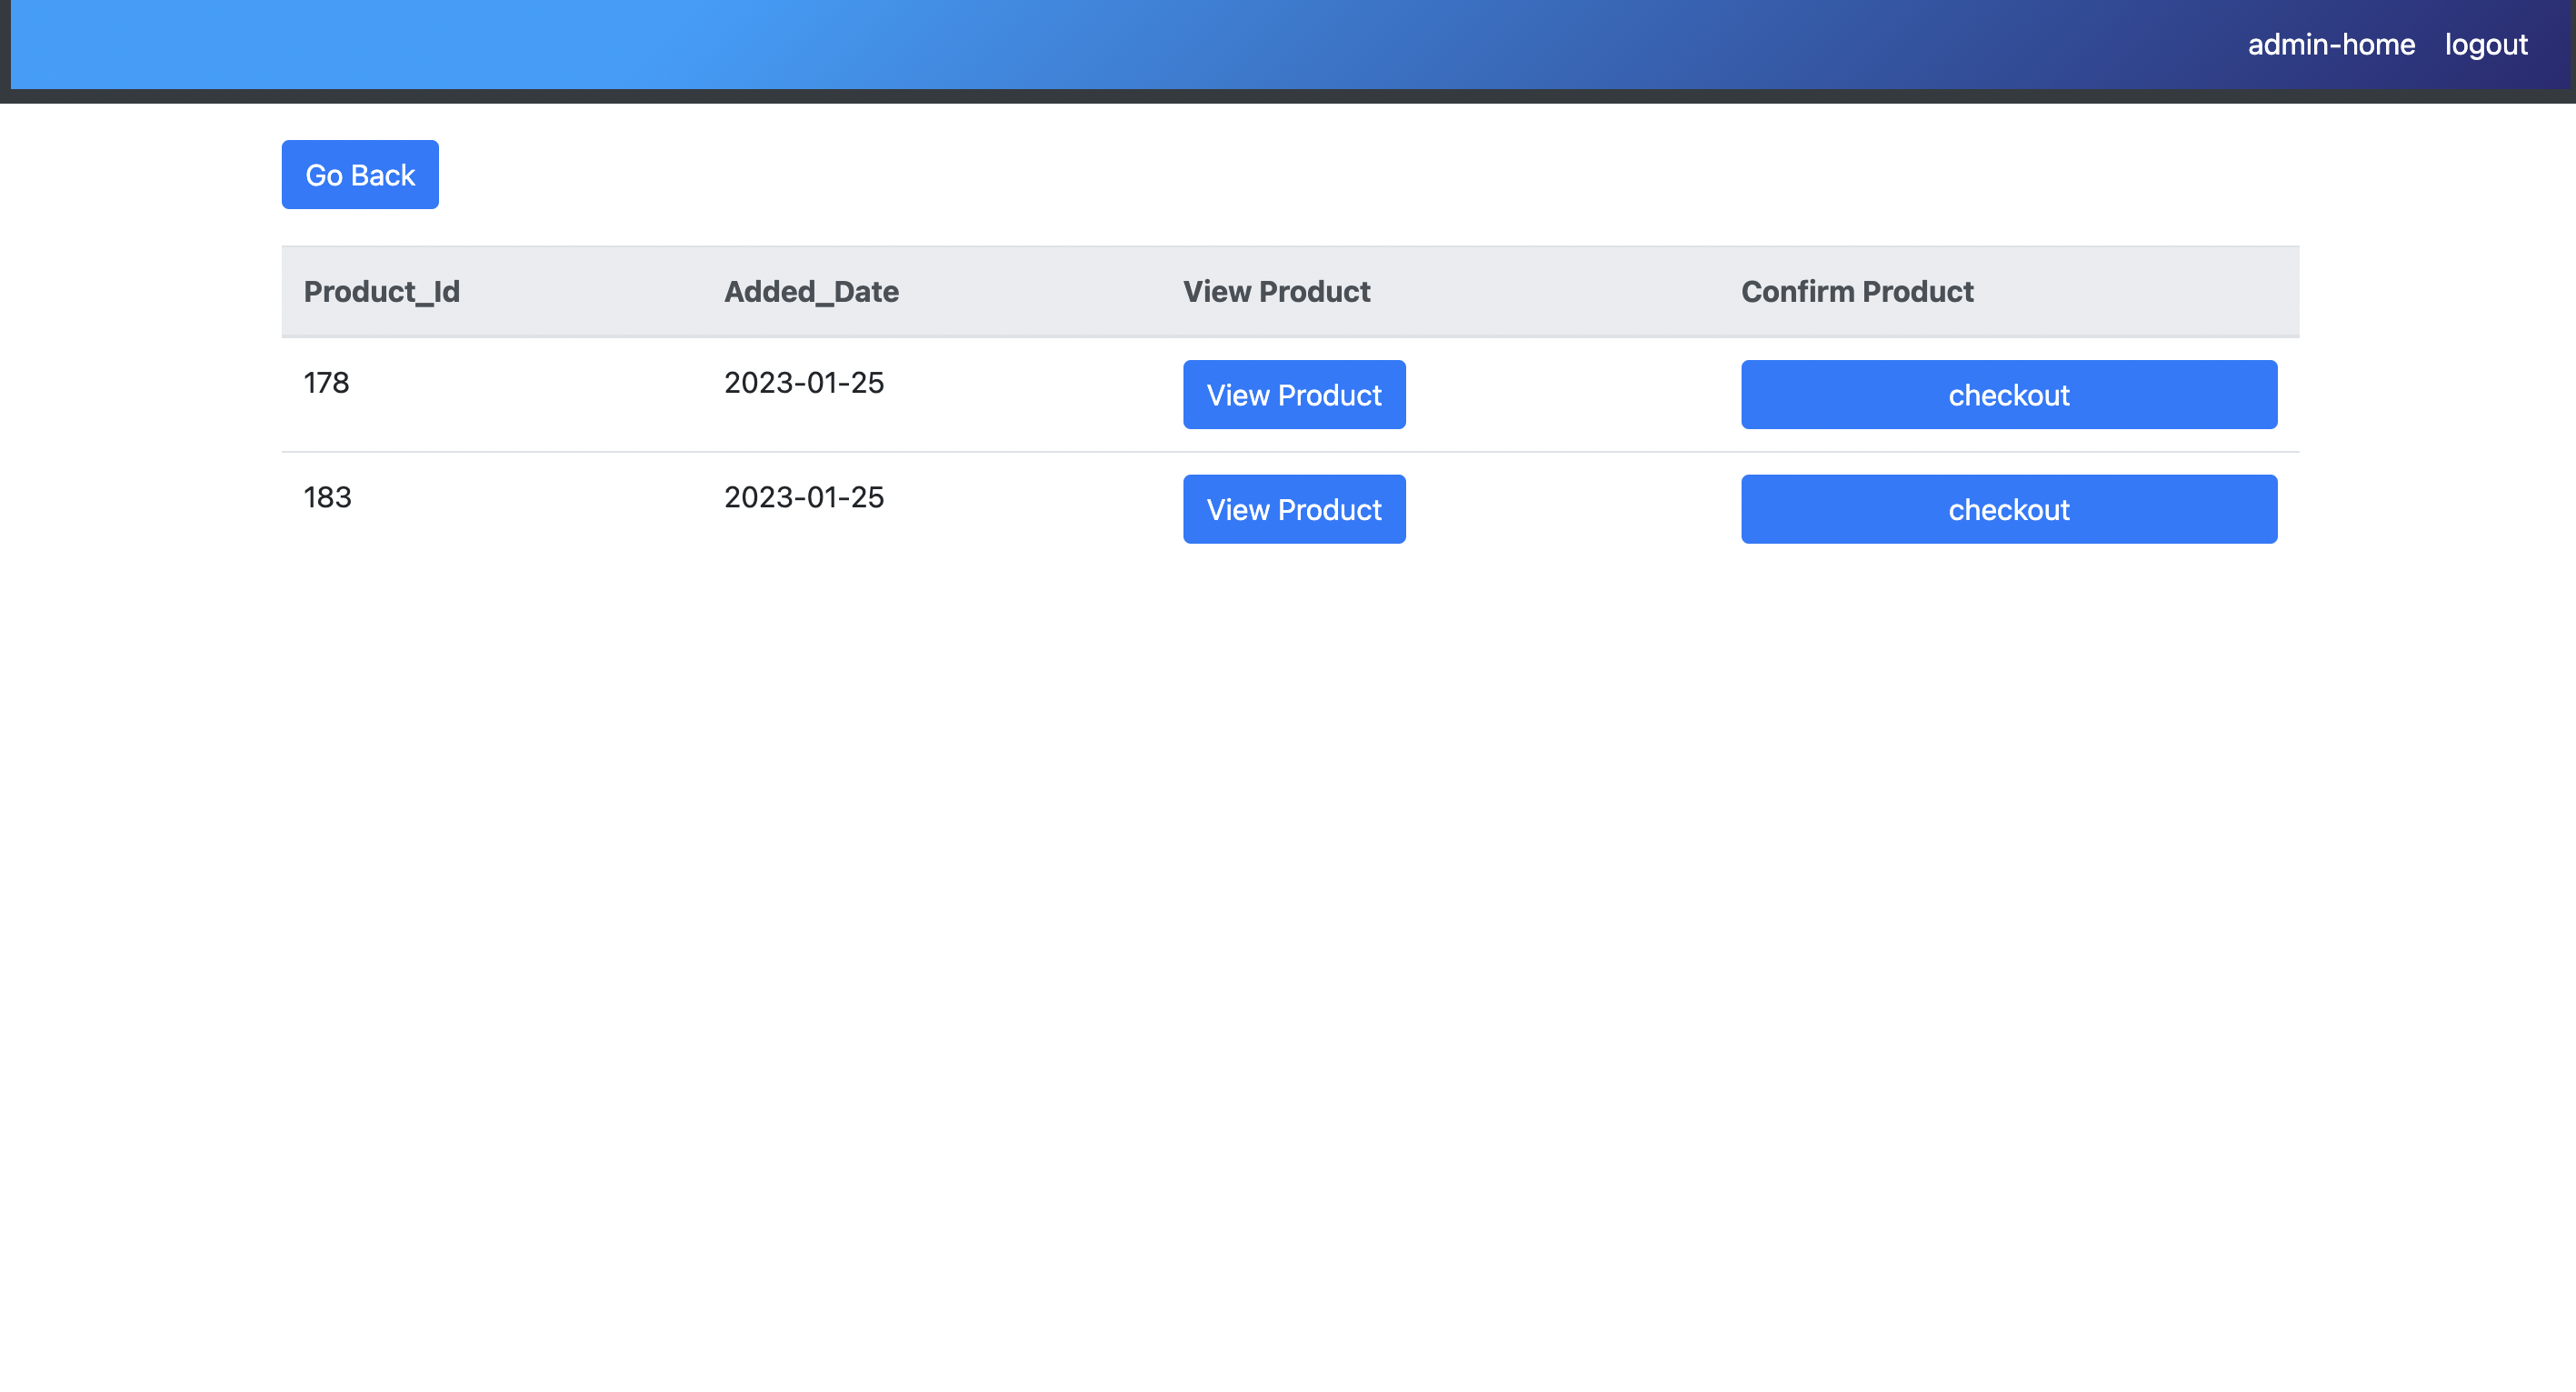 admin-home logout
Go Back
Product_Id Added_Date View Product Confirm Product
178 2023-01-25 View Product checkout
183 2023-01-25 View Product checkout